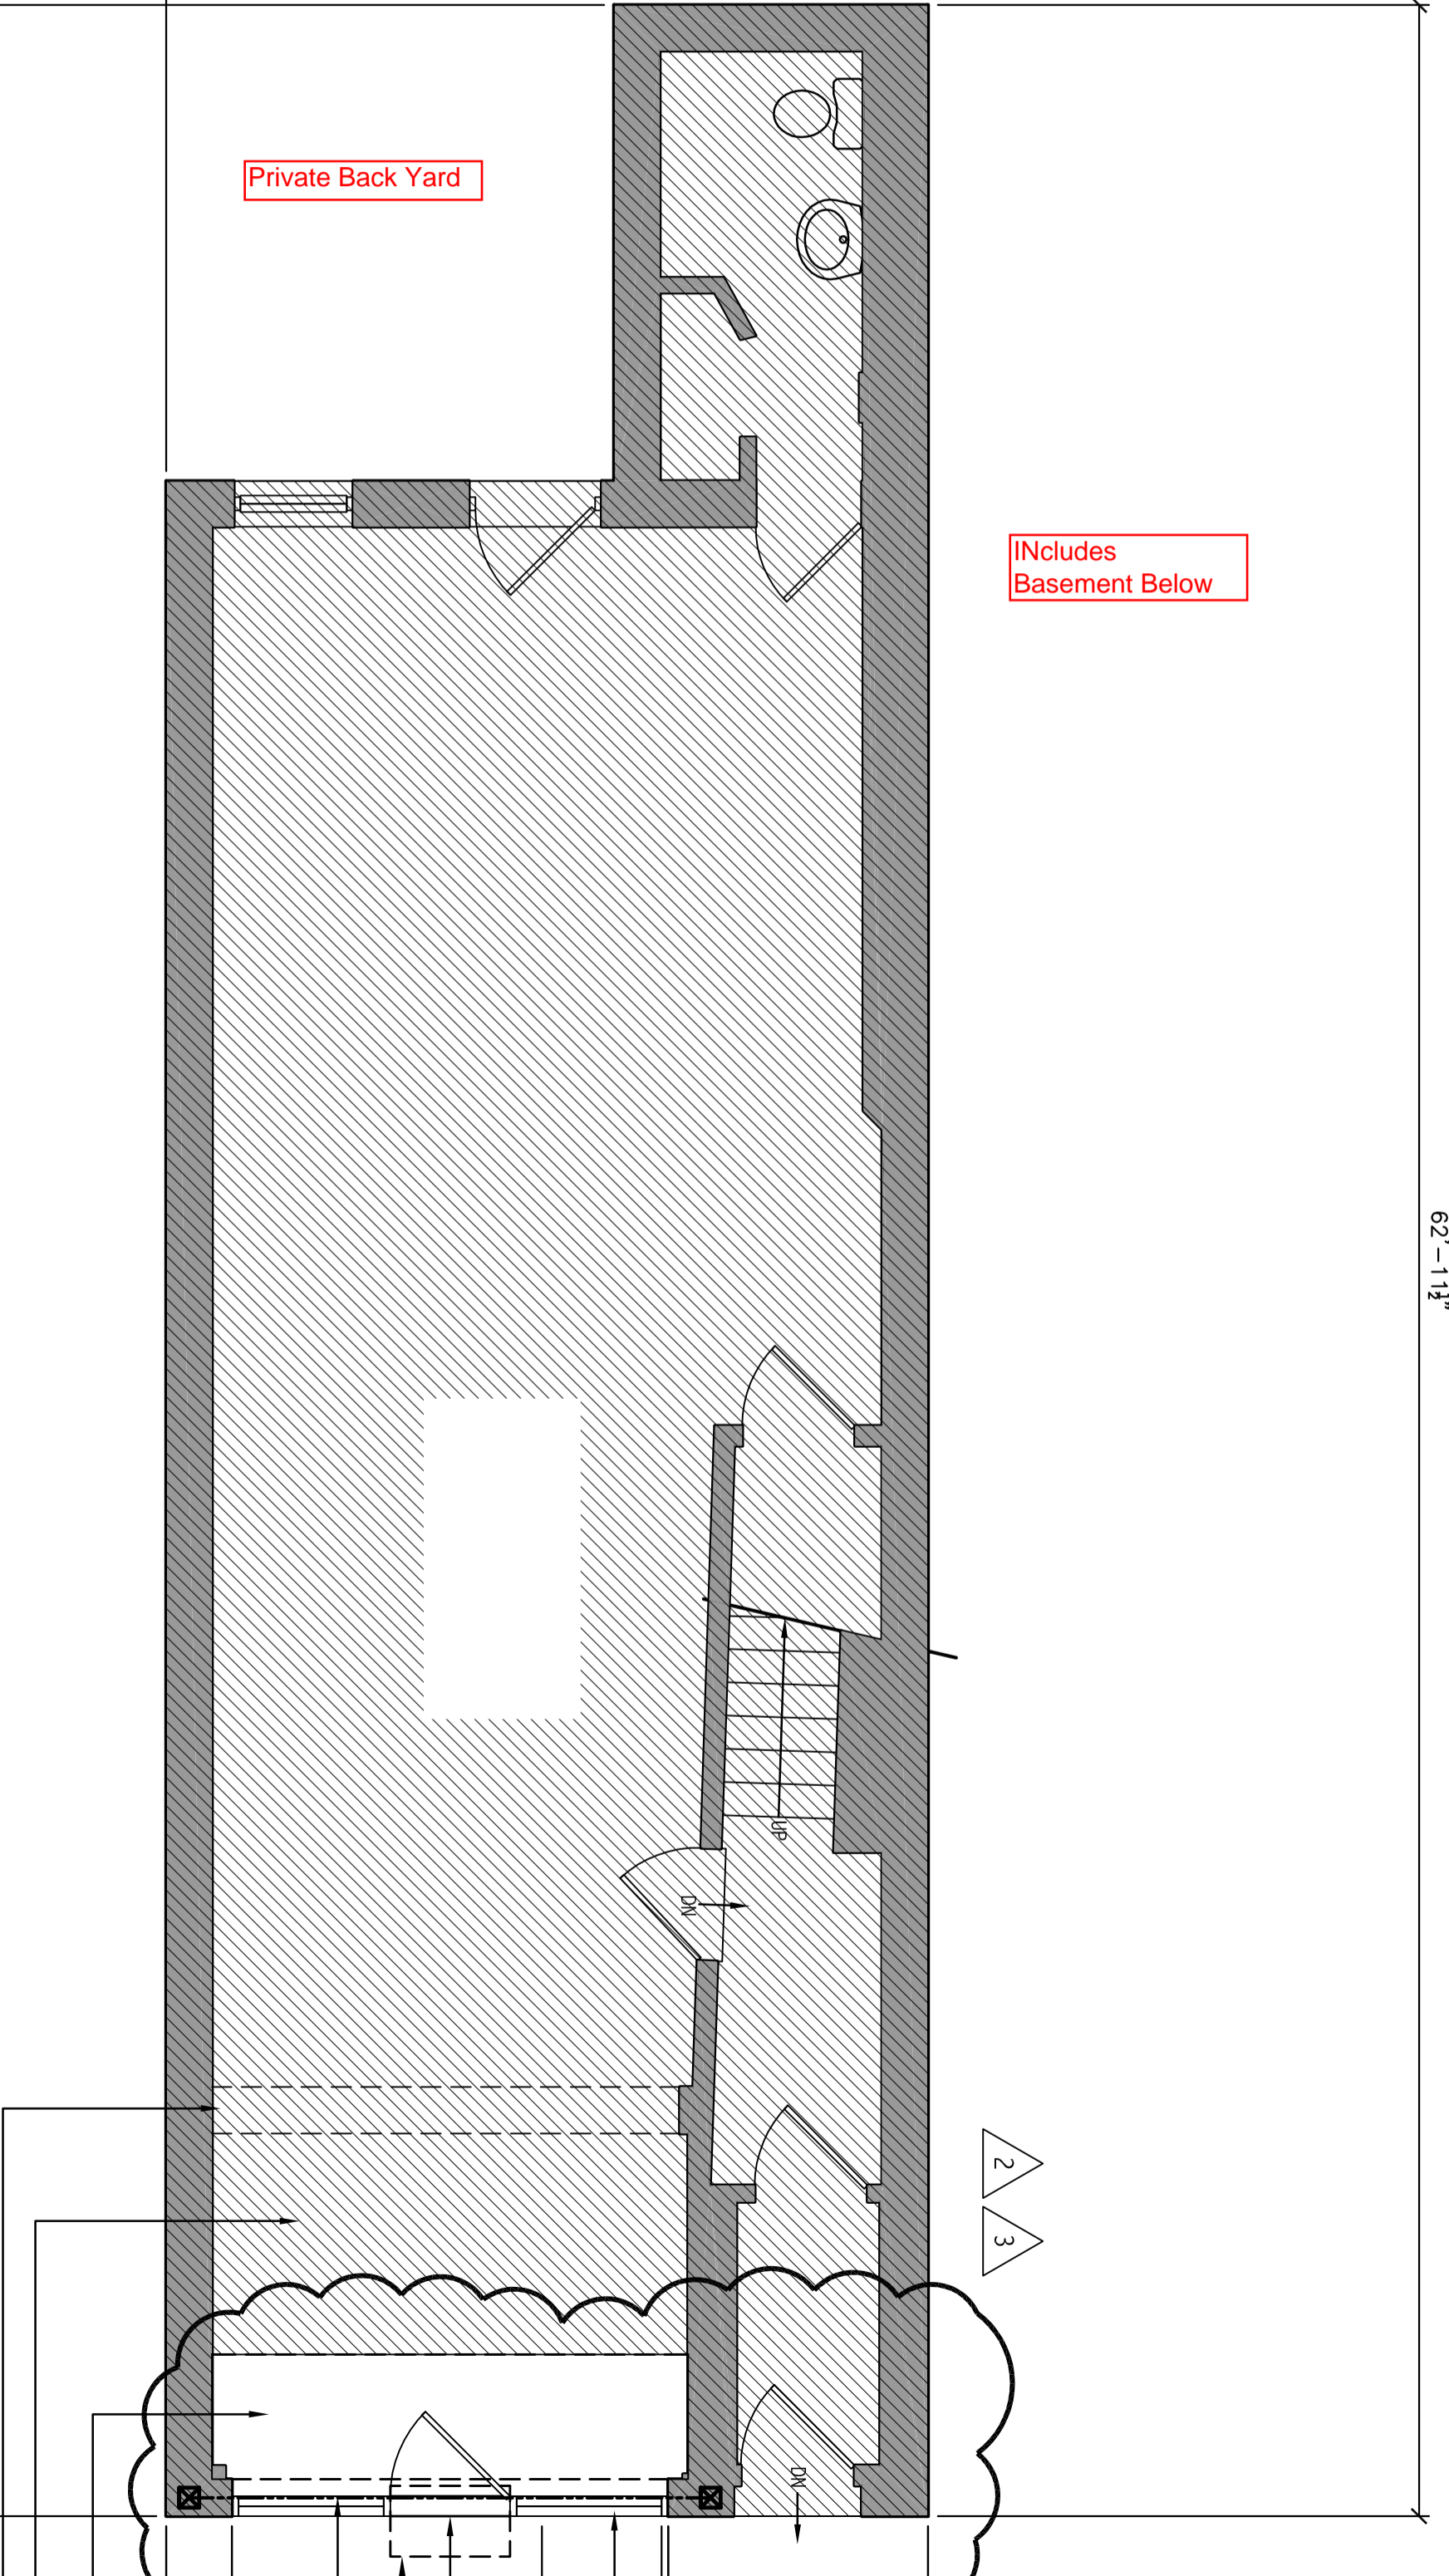 Private Back Yard
INcludes
Basement Below
62'-11½"
UP
DN
2
3
DN